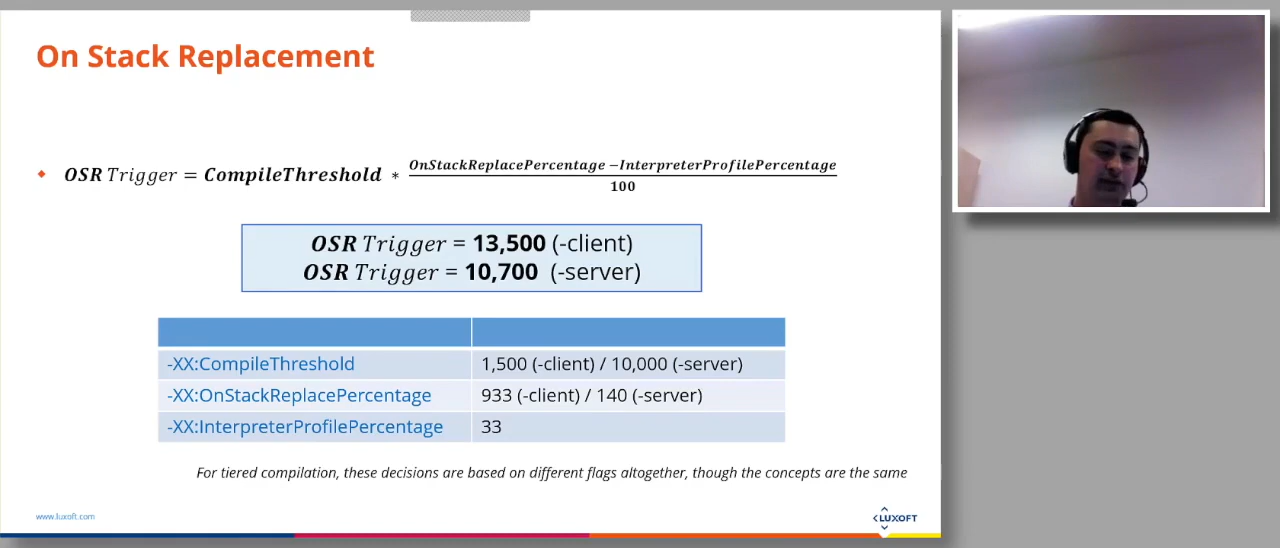 On Stack Replacement
OSR Trigger = CompileThreshold * (OnStackReplacePercentage − InterpreterProfilePercentage) / 100
OSR Trigger = 13,500 (-client)
OSR Trigger = 10,700 (-server)
-XX:CompileThreshold 1,500 (-client) / 10,000 (-server)
-XX:OnStackReplacePercentage 933 (-client) / 140 (-server)
-XX:InterpreterProfilePercentage 33
For tiered compilation, these decisions are based on different flags altogether, though the concepts are the same
www.luxoft.com
LUXOFT